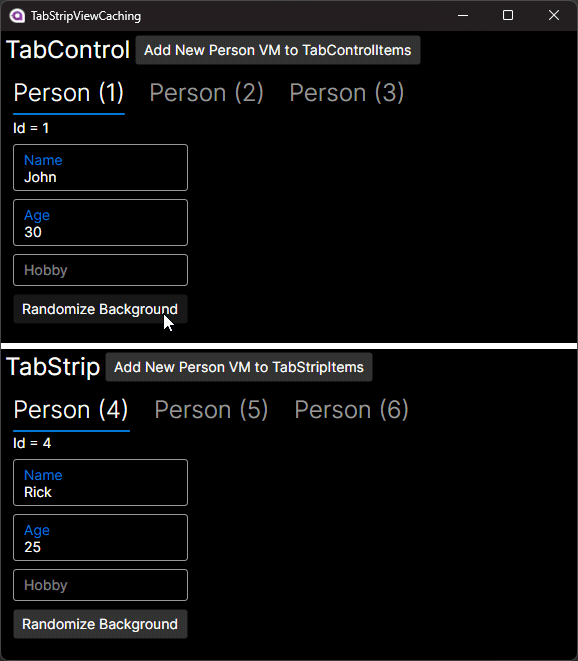 TabStripViewCaching
TabControl Add New Person VM to TabControlItems
Person (1) Person (2) Person (3)
Id = 1
Name
John
Age
30
Hobby
Randomize Background
TabStrip Add New Person VM to TabStripItems
Person (4) Person (5) Person (6)
Id = 4
Name
Rick
Age
25
Hobby
Randomize Background